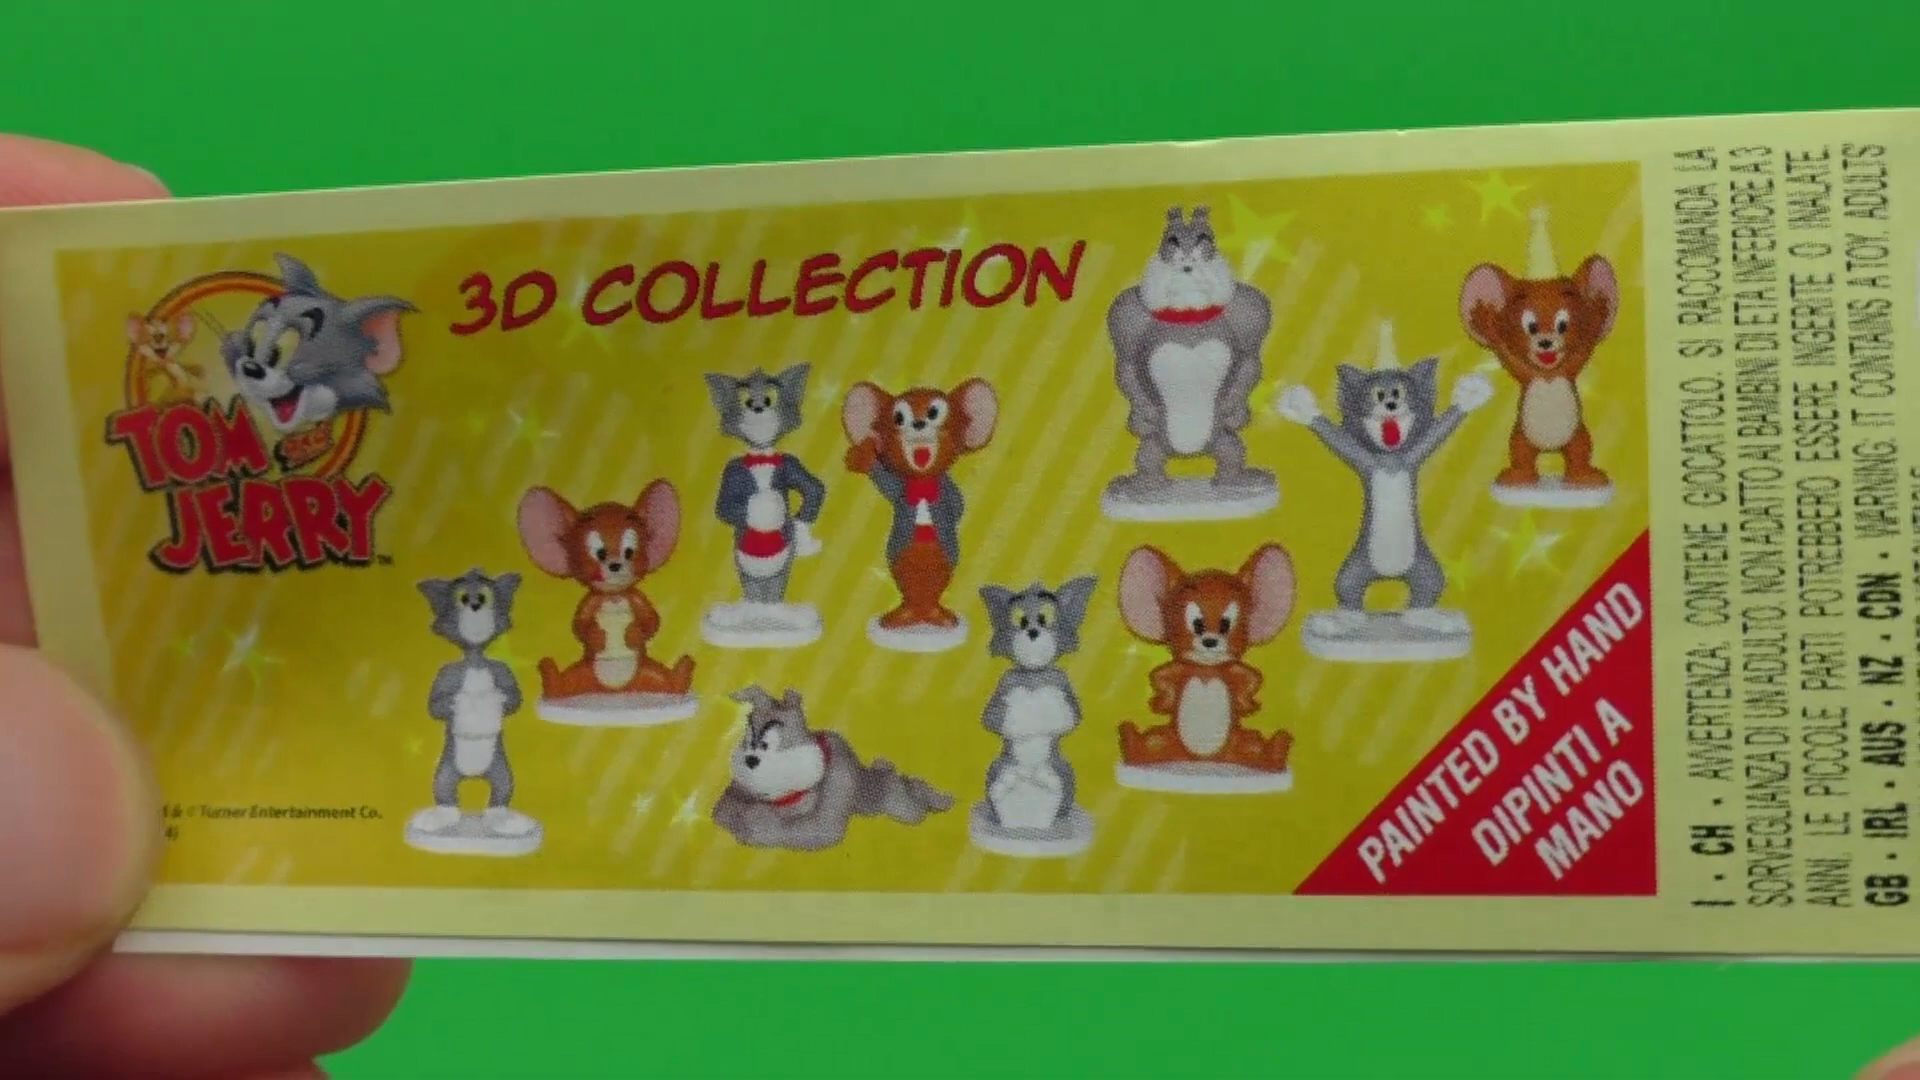 3D COLLECTION
TOM
AND
JERRY™
& © Turner Entertainment Co.
4)
PAINTED BY HAND
DIPINTI A
MANO
I - CH - AVVERTENZA. CONTIENE GIOCATTOLO. SI RACCOMANDA LA
SORVEGLIANZA DI UN ADULTO. NON ADATTO AI BAMBINI DI ETÀ INFERIORE A 3
ANNI. LE PICCOLE PARTI POTREBBERO ESSERE INGERITE O INALATE.
GB - IRL - AUS - NZ - CDN - WARNING. IT CONTAINS A TOY. ADULTS